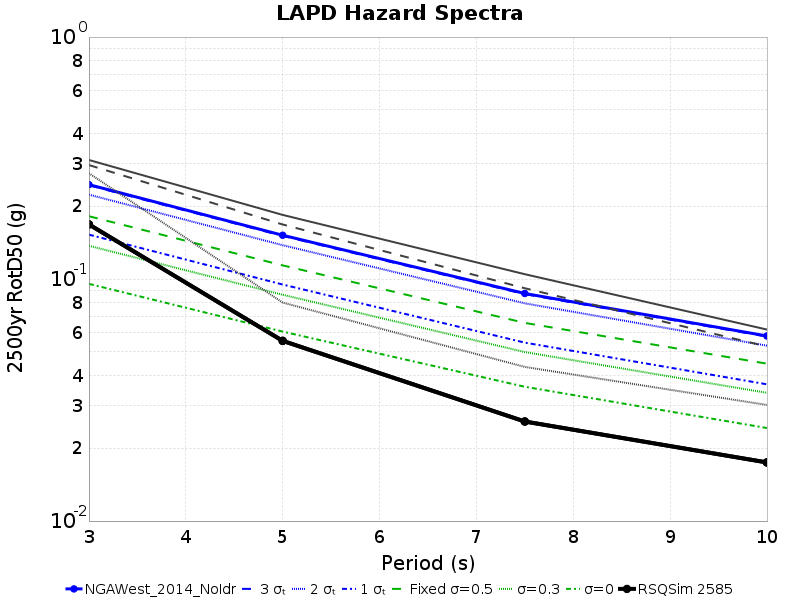 LAPD Hazard Spectra
10^0
8
6
4
3
2
10^-1
8
6
4
3
2
10^-2
2500yr RotD50 (g)
3 4 5 6 7 8 9 10
Period (s)
NGAWest_2014_NoIdr 3 σₜ 2 σₜ 1 σₜ Fixed σ=0.5 σ=0.3 σ=0 RSQSim 2585